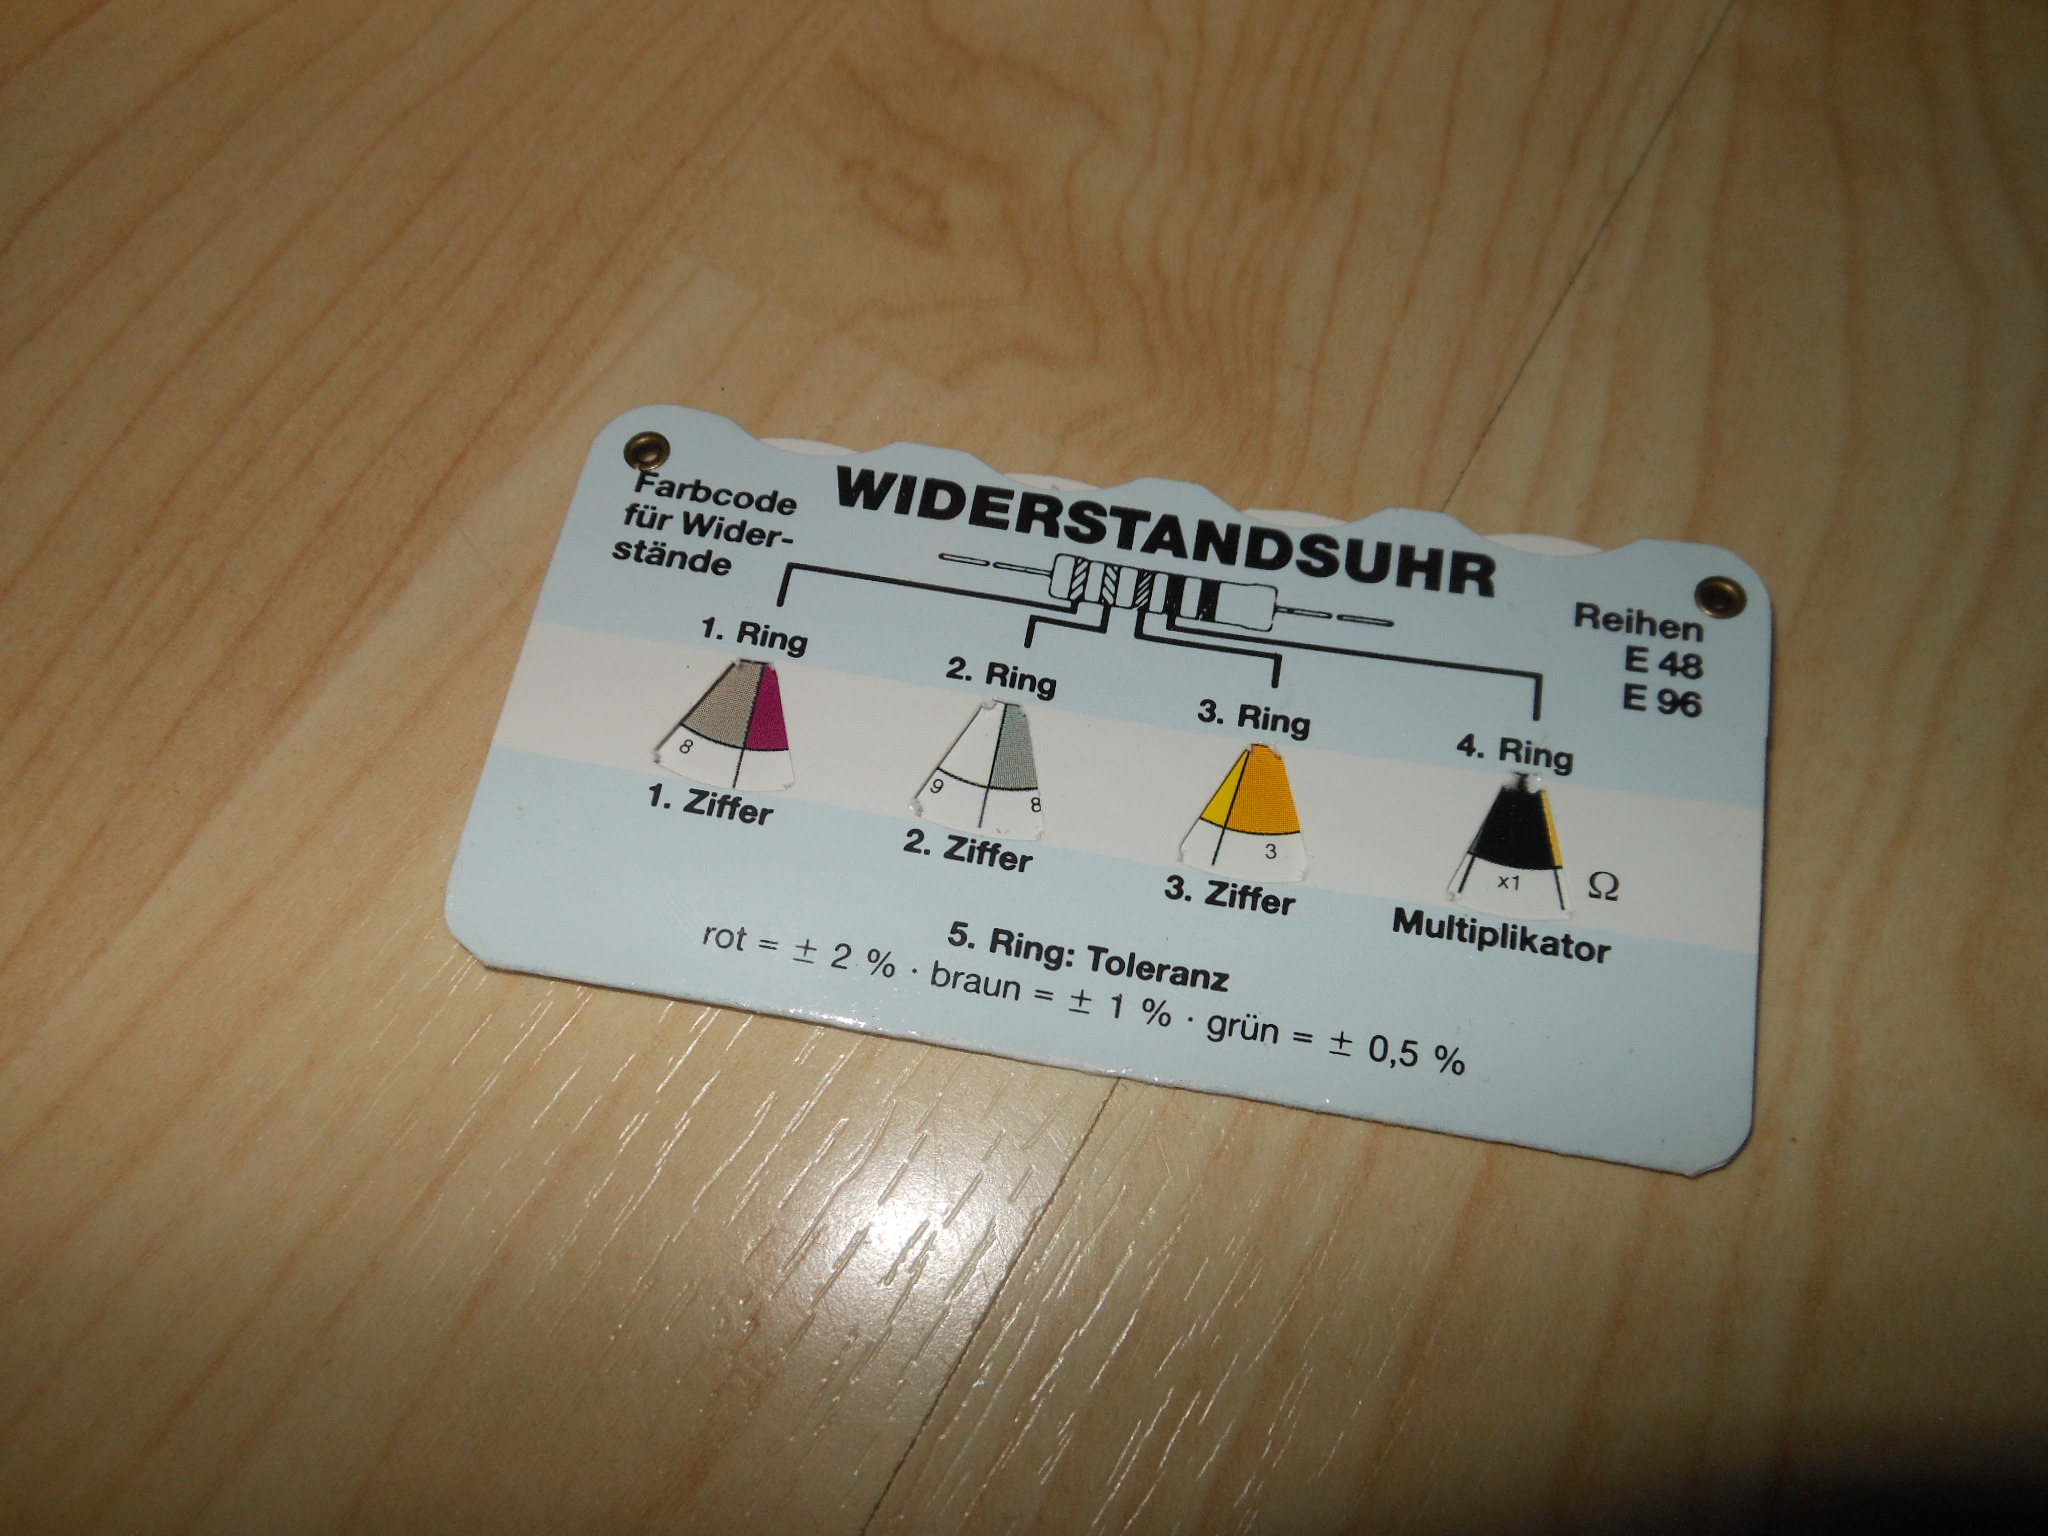 WIDERSTANDSUHR
Farbcode
für Wider-
stände
Reihen
E 48
E 96
1. Ring
2. Ring
3. Ring
4. Ring
8
9
8
3
x1
Ω
1. Ziffer
2. Ziffer
3. Ziffer
Multiplikator
5. Ring: Toleranz
rot = ± 2 % · braun = ± 1 % · grün = ± 0,5 %